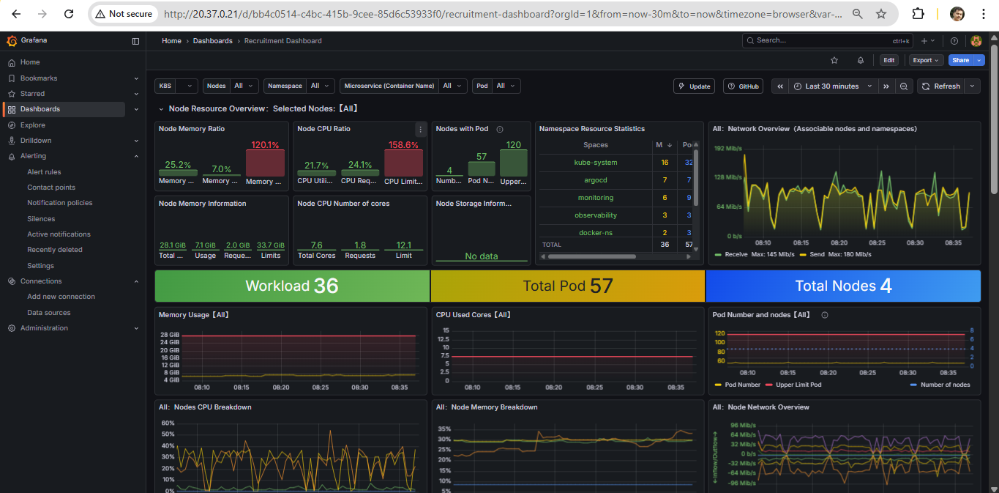 Not secure
http://20.37.0.21/d/bb4c0514-c4bc-415b-9cee-85d6c53933f0/recruitment-dashboard?orgId=1&from=now-30m&to=now&timezone=browser&var-...
Grafana
Home
Bookmarks
Starred
Dashboards
Explore
Drilldown
Alerting
Alert rules
Contact points
Notification policies
Silences
Active notifications
Recently deleted
Settings
Connections
Add new connection
Data sources
Administration
Home › Dashboards › Recruitment Dashboard
Search... ctrl+k
Edit Export Share
K8S Nodes All Namespace All Microservice (Container Name) All Pod All
Update GitHub Last 30 minutes Refresh
Node Resource Overview：Selected Nodes:【All】
Node Memory Ratio
25.2% 7.0% 120.1%
Memory ... Memory ... Memory ...
Node CPU Ratio
21.7% 24.1% 158.6%
CPU Utili... CPU Req... CPU Limit...
Nodes with Pod
4 57 120
Numb... Pod N... Upper...
Namespace Resource Statistics
Spaces M Poc
kube-system 16 32
argocd 7 7
monitoring 6 9
observability 3 3
docker-ns 2 3
TOTAL 36 57
All：Network Overview（Associable nodes and namespaces）
192 Mib/s
128 Mib/s
64 Mib/s
0 b/s
08:10 08:15 08:20 08:25 08:30 08:35
Receive Max: 145 Mib/s Send Max: 180 Mib/s
Node Memory Information
28.1 GiB 7.1 GiB 2.0 GiB 33.7 GiB
Total ... Usage Reque... Limits
Node CPU Number of cores
7.6 1.8 12.1
Total Cores Requests Limit
Node Storage Inform...
No data
Workload 36
Total Pod 57
Total Nodes 4
Memory Usage【All】
28 GiB
24 GiB
20 GiB
16 GiB
12 GiB
8 GiB
4 GiB
08:10 08:15 08:20 08:25 08:30 08:35
CPU Used Cores【All】
15
12.5
10
7.5
5
2.5
0
08:10 08:15 08:20 08:25 08:30 08:35
Pod Number and nodes【All】
120
100
80
60
8
6
4
2
0
08:10 08:15 08:20 08:25 08:30 08:35
Pod Number Upper Limit Pod Number of nodes
All：Nodes CPU Breakdown
60%
50%
40%
30%
20%
10%
0%
All：Node Memory Breakdown
35%
30%
25%
20%
15%
10%
5%
All：Node Network Overview
←Inflow/Outflow→
96 Mib/s
64 Mib/s
32 Mib/s
0 b/s
-32 Mib/s
-64 Mib/s
-96 Mib/s